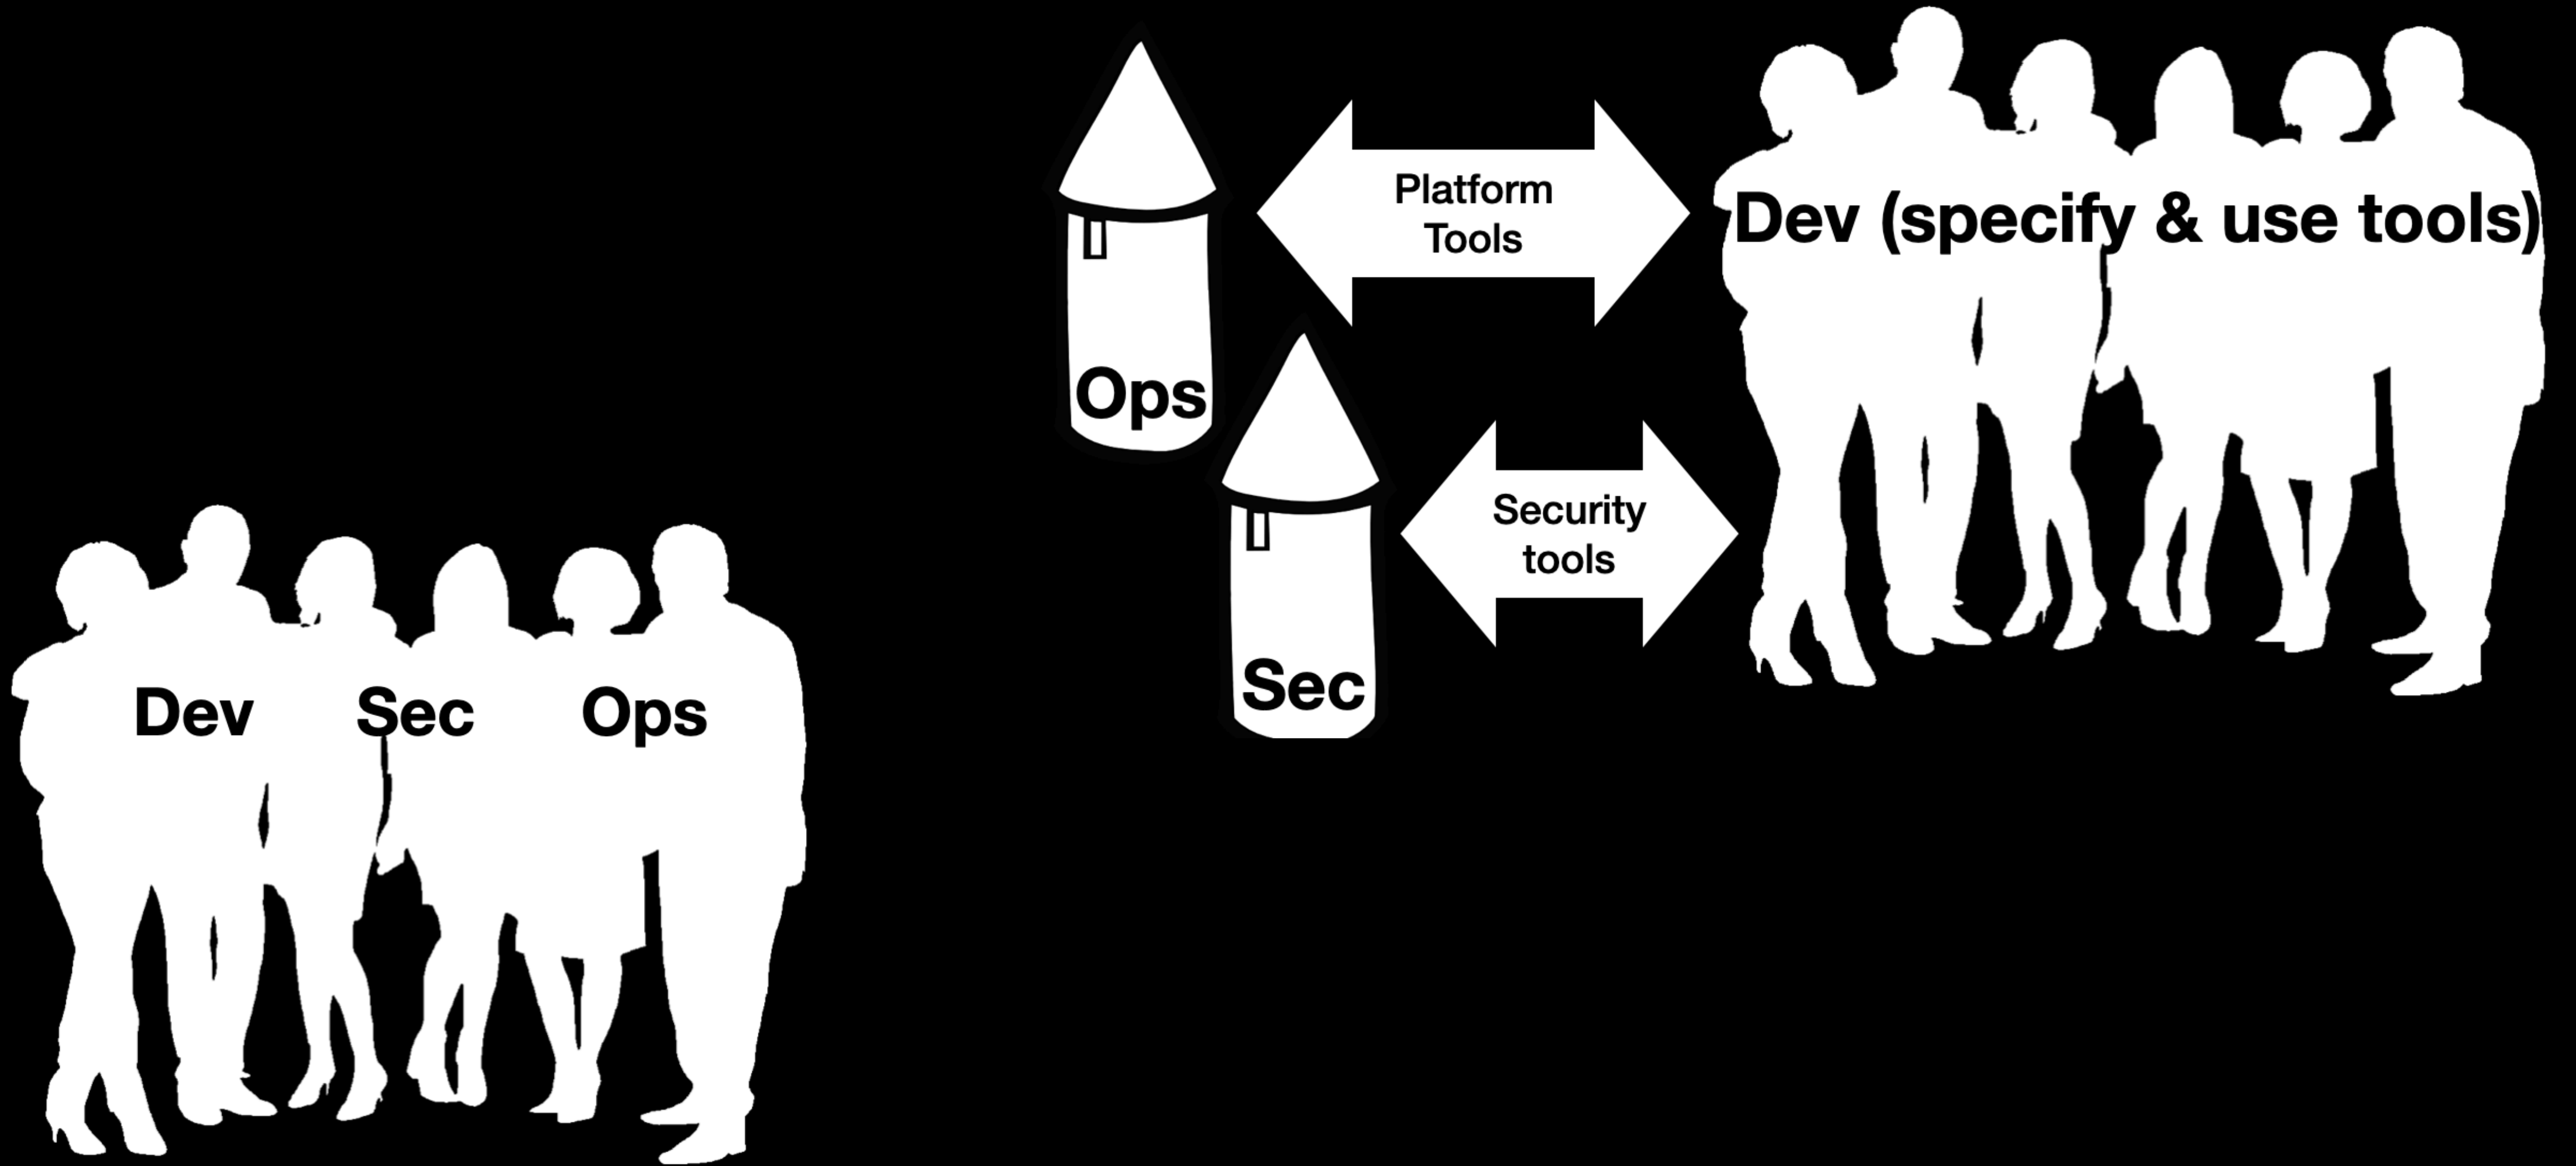 Platform
Tools
Dev (specify & use tools)
Ops
Security
tools
Sec
Dev Sec Ops